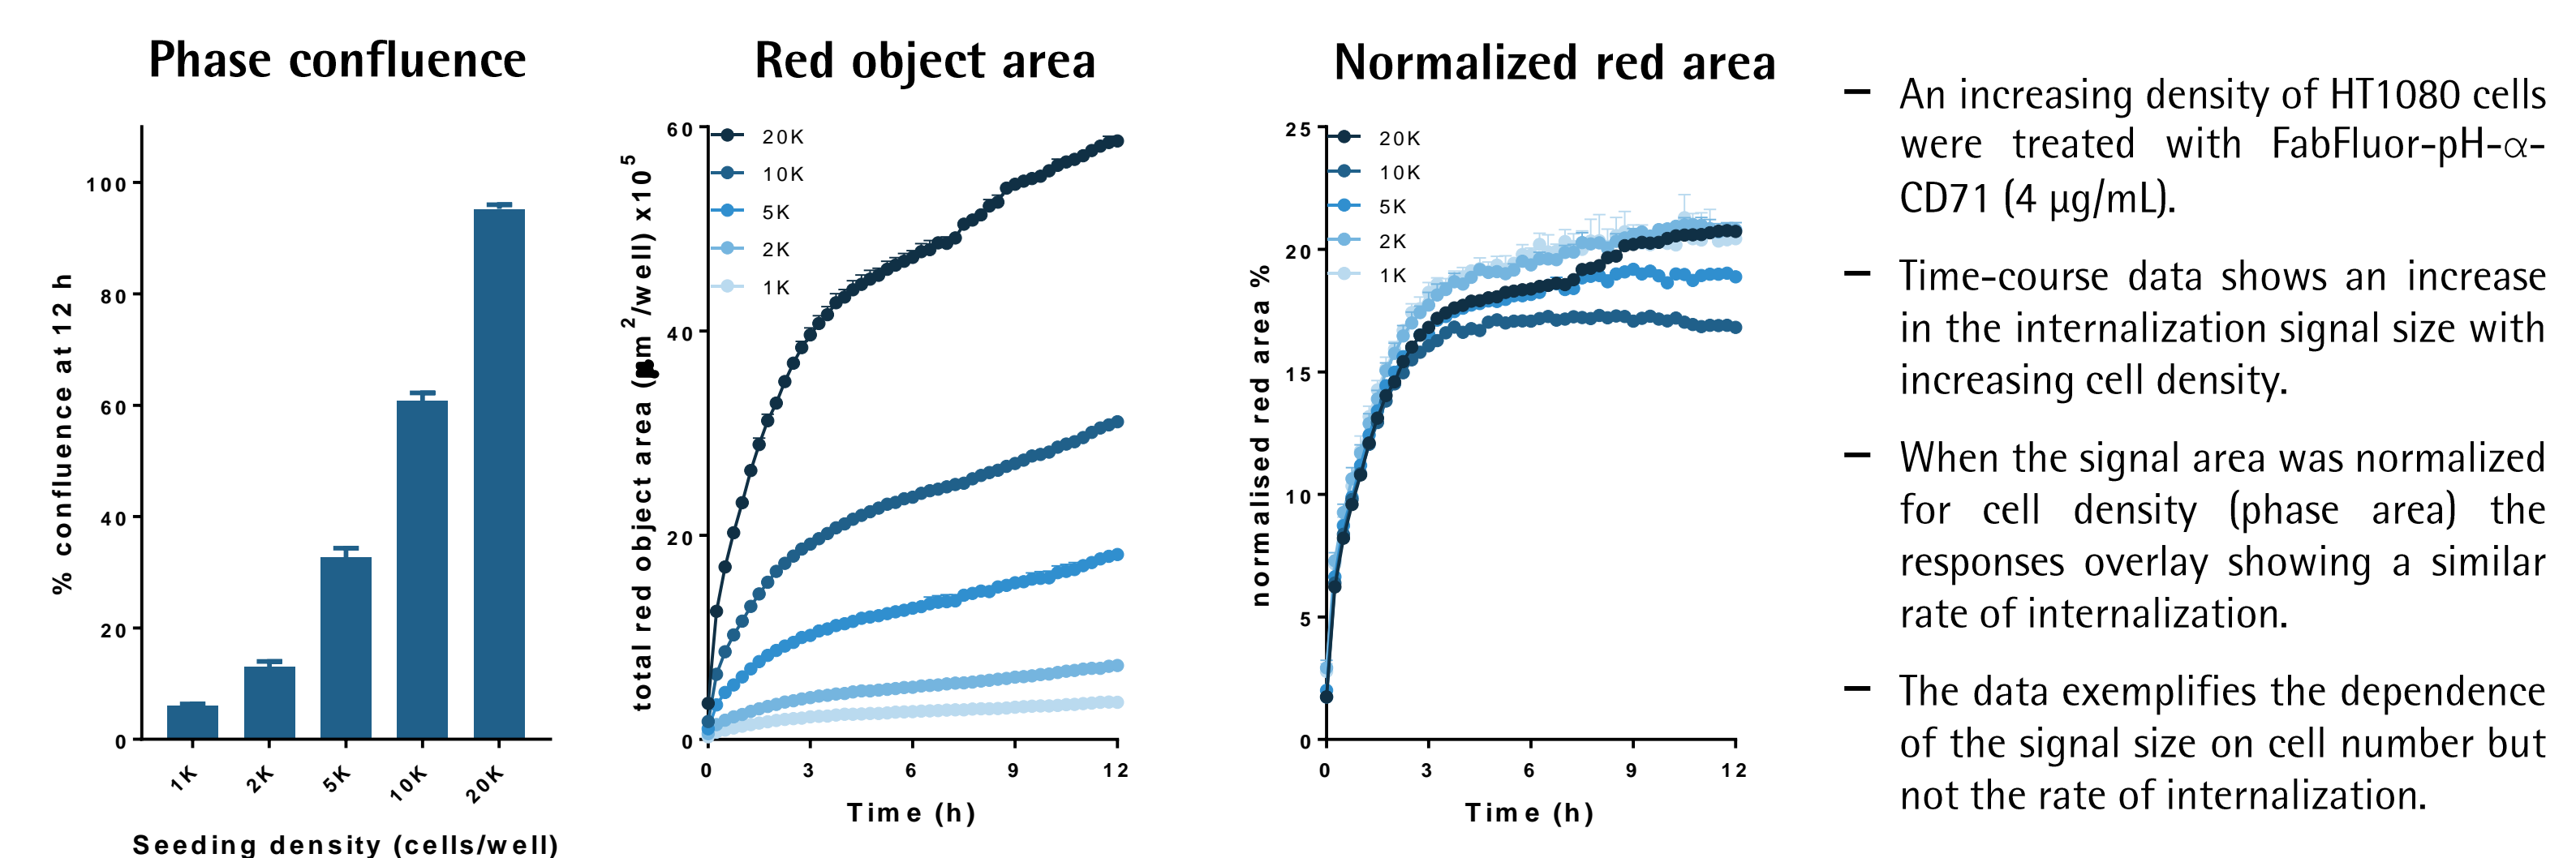 Phase confluence
% confluence at 12 h
100
80
60
40
20
0
1K
2K
5K
10K
20K
Seeding density (cells/well)
Red object area
total red object area (µm²/well) x10⁵
60
40
20
0
20K
10K
5K
2K
1K
0
3
6
9
12
Time (h)
Normalized red area
normalised red area %
25
20
15
10
5
0
20K
10K
5K
2K
1K
0
3
6
9
12
Time (h)
– An increasing density of HT1080 cells
were treated with FabFluor-pH-α-
CD71 (4 µg/mL).
– Time-course data shows an increase
in the internalization signal size with
increasing cell density.
– When the signal area was normalized
for cell density (phase area) the
responses overlay showing a similar
rate of internalization.
– The data exemplifies the dependence
of the signal size on cell number but
not the rate of internalization.